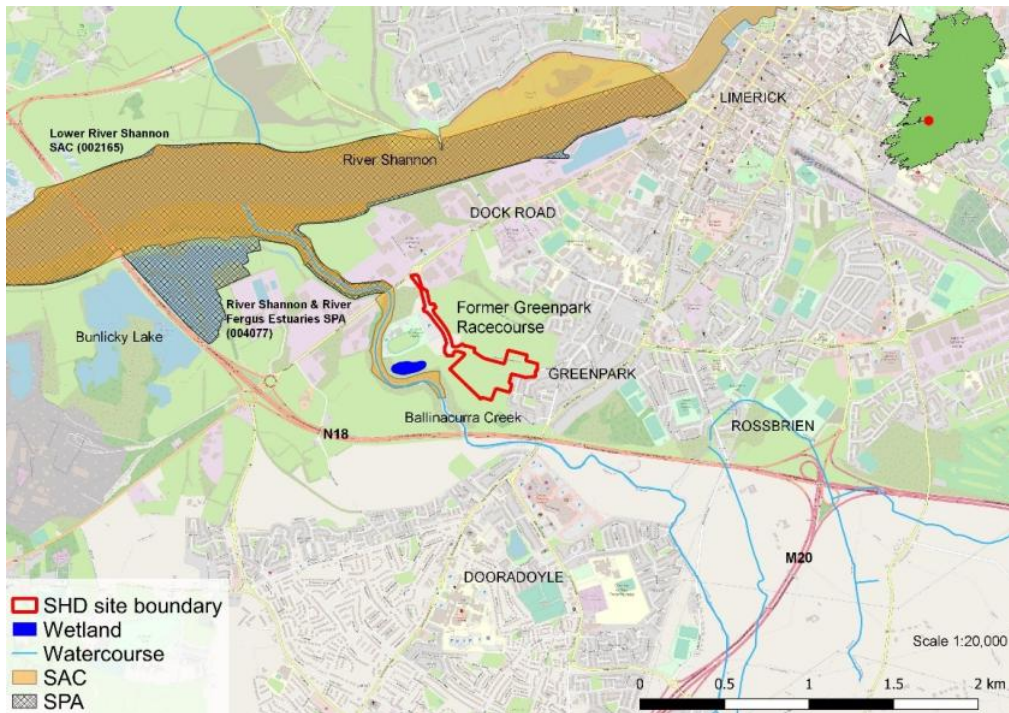 LIMERICK
Lower River Shannon
SAC (002165)
River Shannon
DOCK ROAD
River Shannon & River
Fergus Estuaries SPA
(004077)
Former Greenpark
Racecourse
Bunlicky Lake
GREENPARK
Ballinacurra Creek
ROSSBRIEN
N18
M20
DOORADOYLE
SHD site boundary
Wetland
Watercourse
SAC
SPA
Scale 1:20,000
0 0.5 1 1.5 2 km